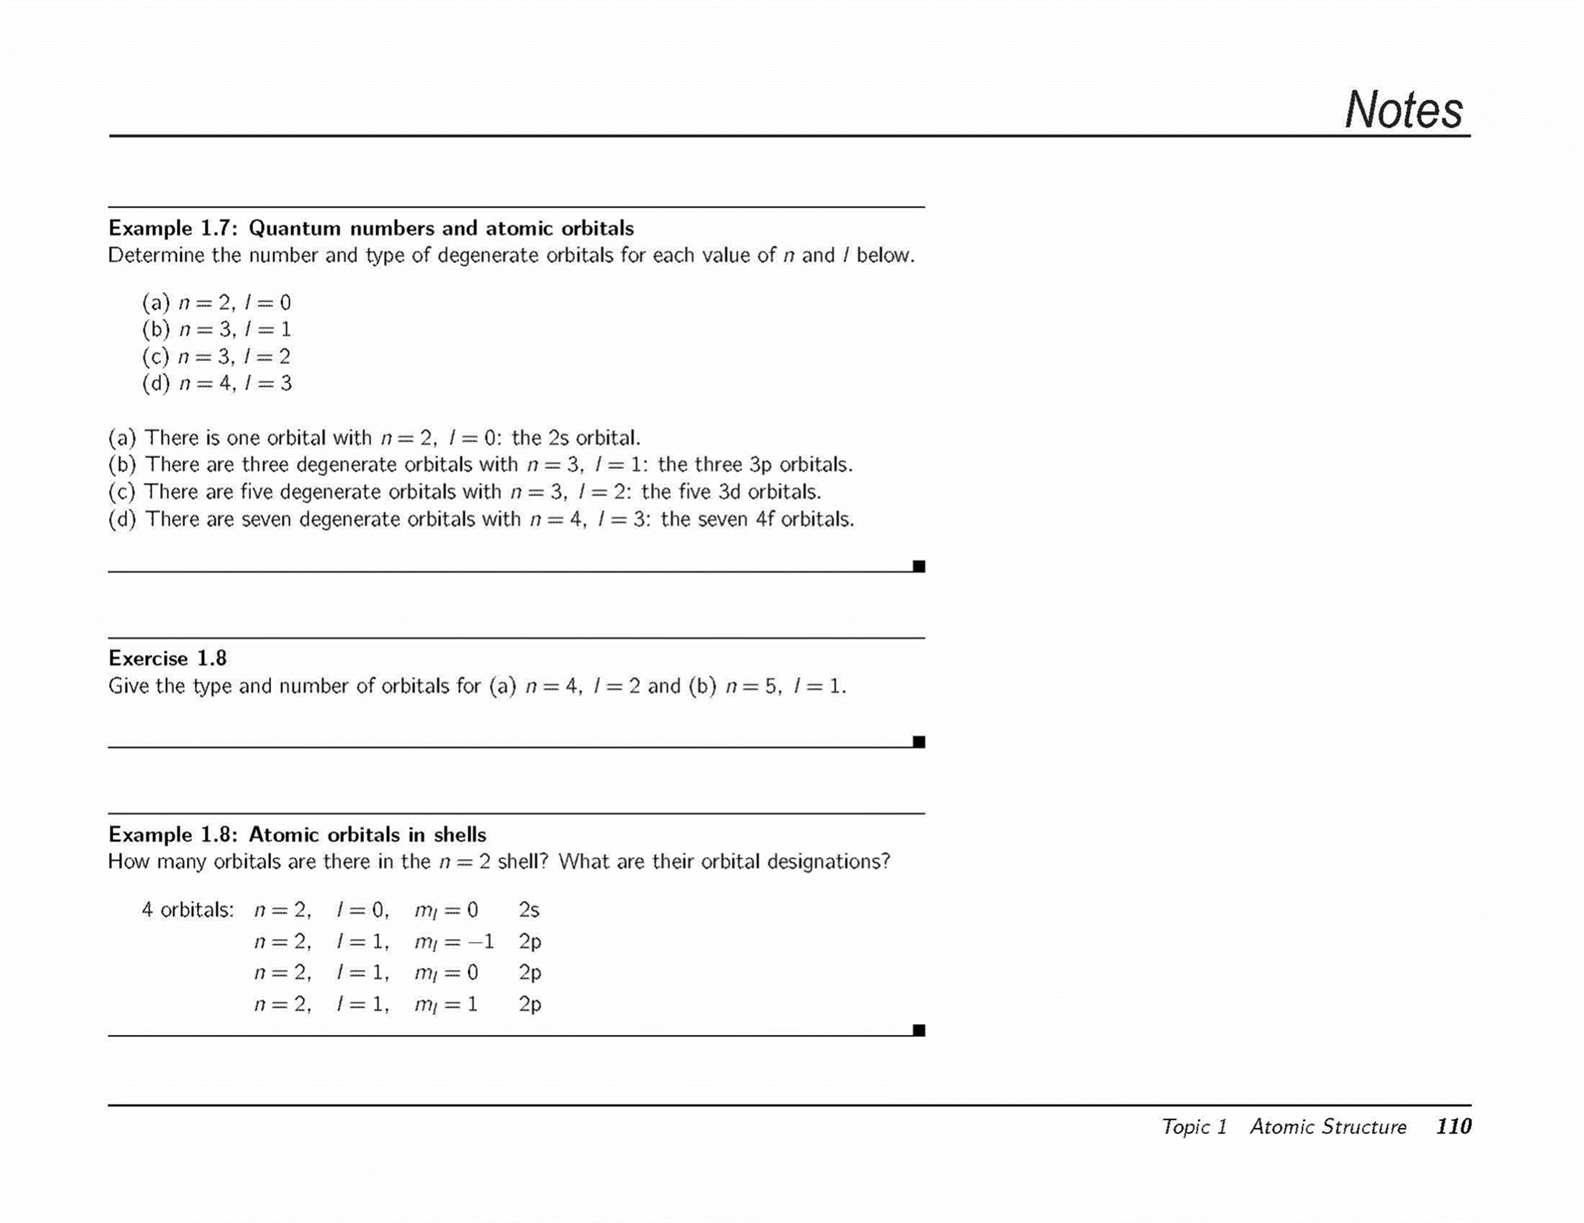 Notes
Example 1.7: Quantum numbers and atomic orbitals
Determine the number and type of degenerate orbitals for each value of n and l below.
(a) n = 2, l = 0
(b) n = 3, l = 1
(c) n = 3, l = 2
(d) n = 4, l = 3
(a) There is one orbital with n = 2, l = 0: the 2s orbital.
(b) There are three degenerate orbitals with n = 3, l = 1: the three 3p orbitals.
(c) There are five degenerate orbitals with n = 3, l = 2: the five 3d orbitals.
(d) There are seven degenerate orbitals with n = 4, l = 3: the seven 4f orbitals.
Exercise 1.8
Give the type and number of orbitals for (a) n = 4, l = 2 and (b) n = 5, l = 1.
Example 1.8: Atomic orbitals in shells
How many orbitals are there in the n = 2 shell? What are their orbital designations?
4 orbitals: n = 2, l = 0, mₗ = 0 2s
n = 2, l = 1, mₗ = −1 2p
n = 2, l = 1, mₗ = 0 2p
n = 2, l = 1, mₗ = 1 2p
Topic 1 Atomic Structure 110